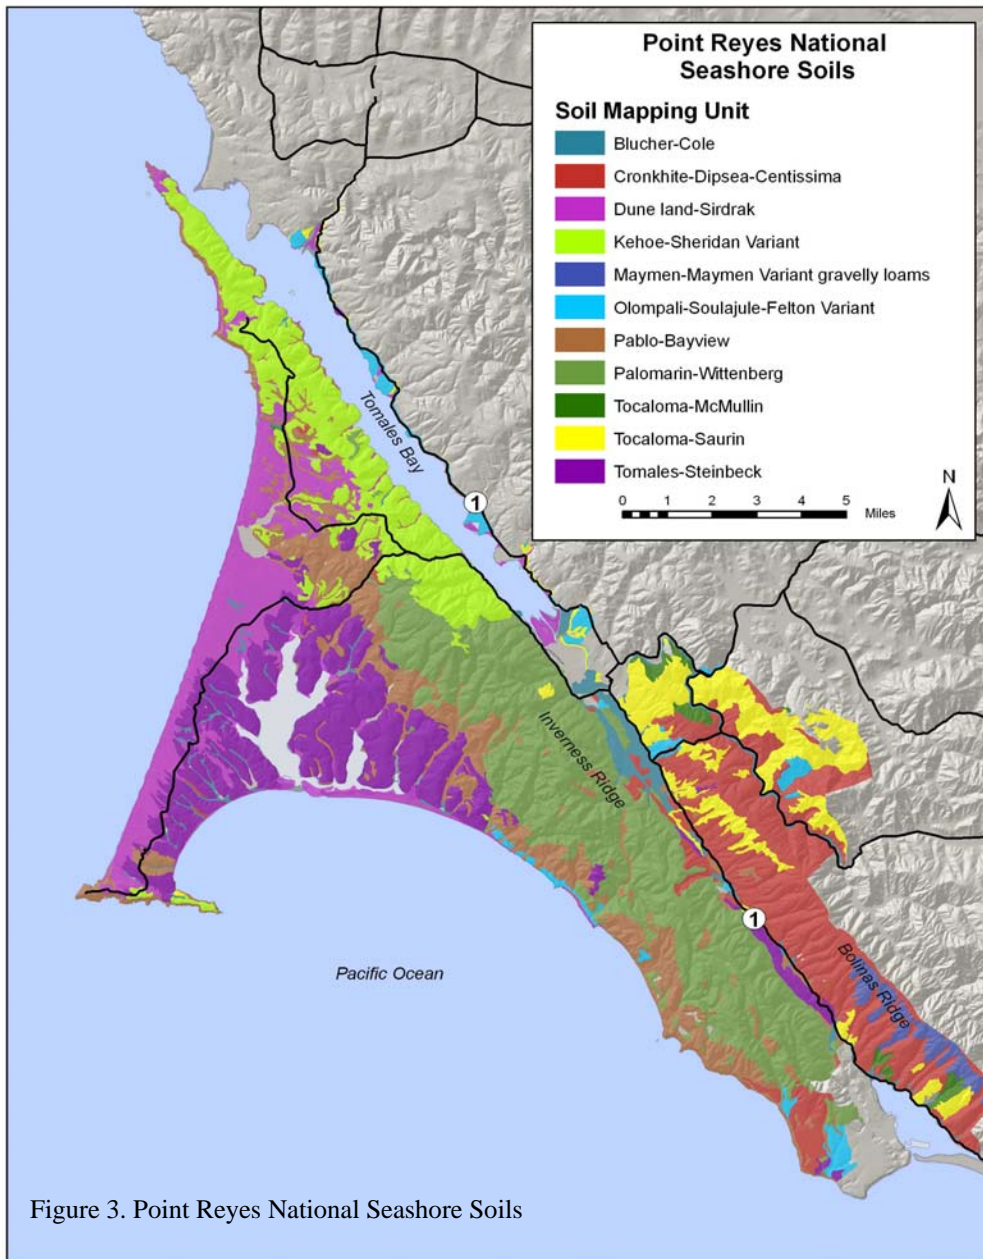 Point Reyes National
Seashore Soils
Soil Mapping Unit
Blucher-Cole
Cronkhite-Dipsea-Centissima
Dune land-Sirdrak
Kehoe-Sheridan Variant
Maymen-Maymen Variant gravelly loams
Olompali-Soulajule-Felton Variant
Pablo-Bayview
Palomarin-Wittenberg
Tocaloma-McMullin
Tocaloma-Saurin
Tomales-Steinbeck
N
0 1 2 3 4 5
Miles
Tomales Bay
1
Inverness Ridge
1
Bolinas Ridge
Pacific Ocean
Figure 3. Point Reyes National Seashore Soils